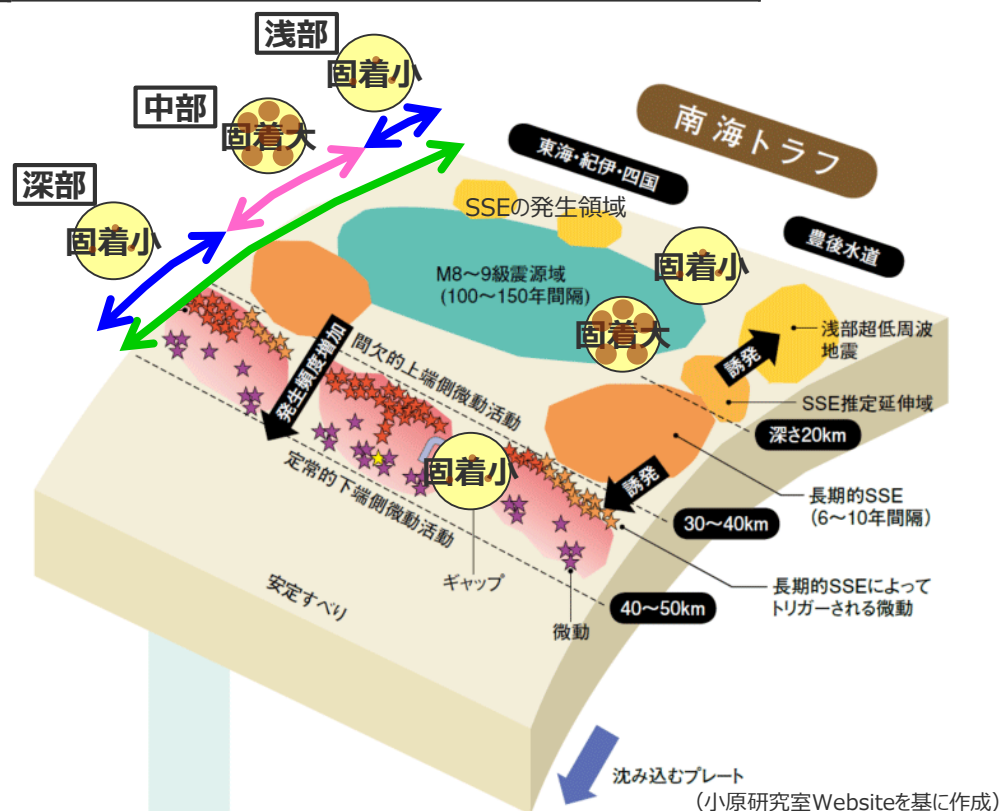 浅部
固着小
中部
固着大
深部
固着小
南海トラフ
東海・紀伊・四国
豊後水道
SSEの発生領域
固着小
M8〜9級震源域
(100〜150年間隔)
固着大
浅部超低周波
地震
誘発
SSE推定延伸域
深さ20km
間欠的上端側微動活動
発生頻度増加
定常的下端側微動活動
固着小
誘発
長期的SSE
(6〜10年間隔)
30〜40km
ギャップ
長期的SSEによって
トリガーされる微動
40〜50km
微動
安定すべり
沈み込むプレート
(小原研究室Websiteを基に作成)